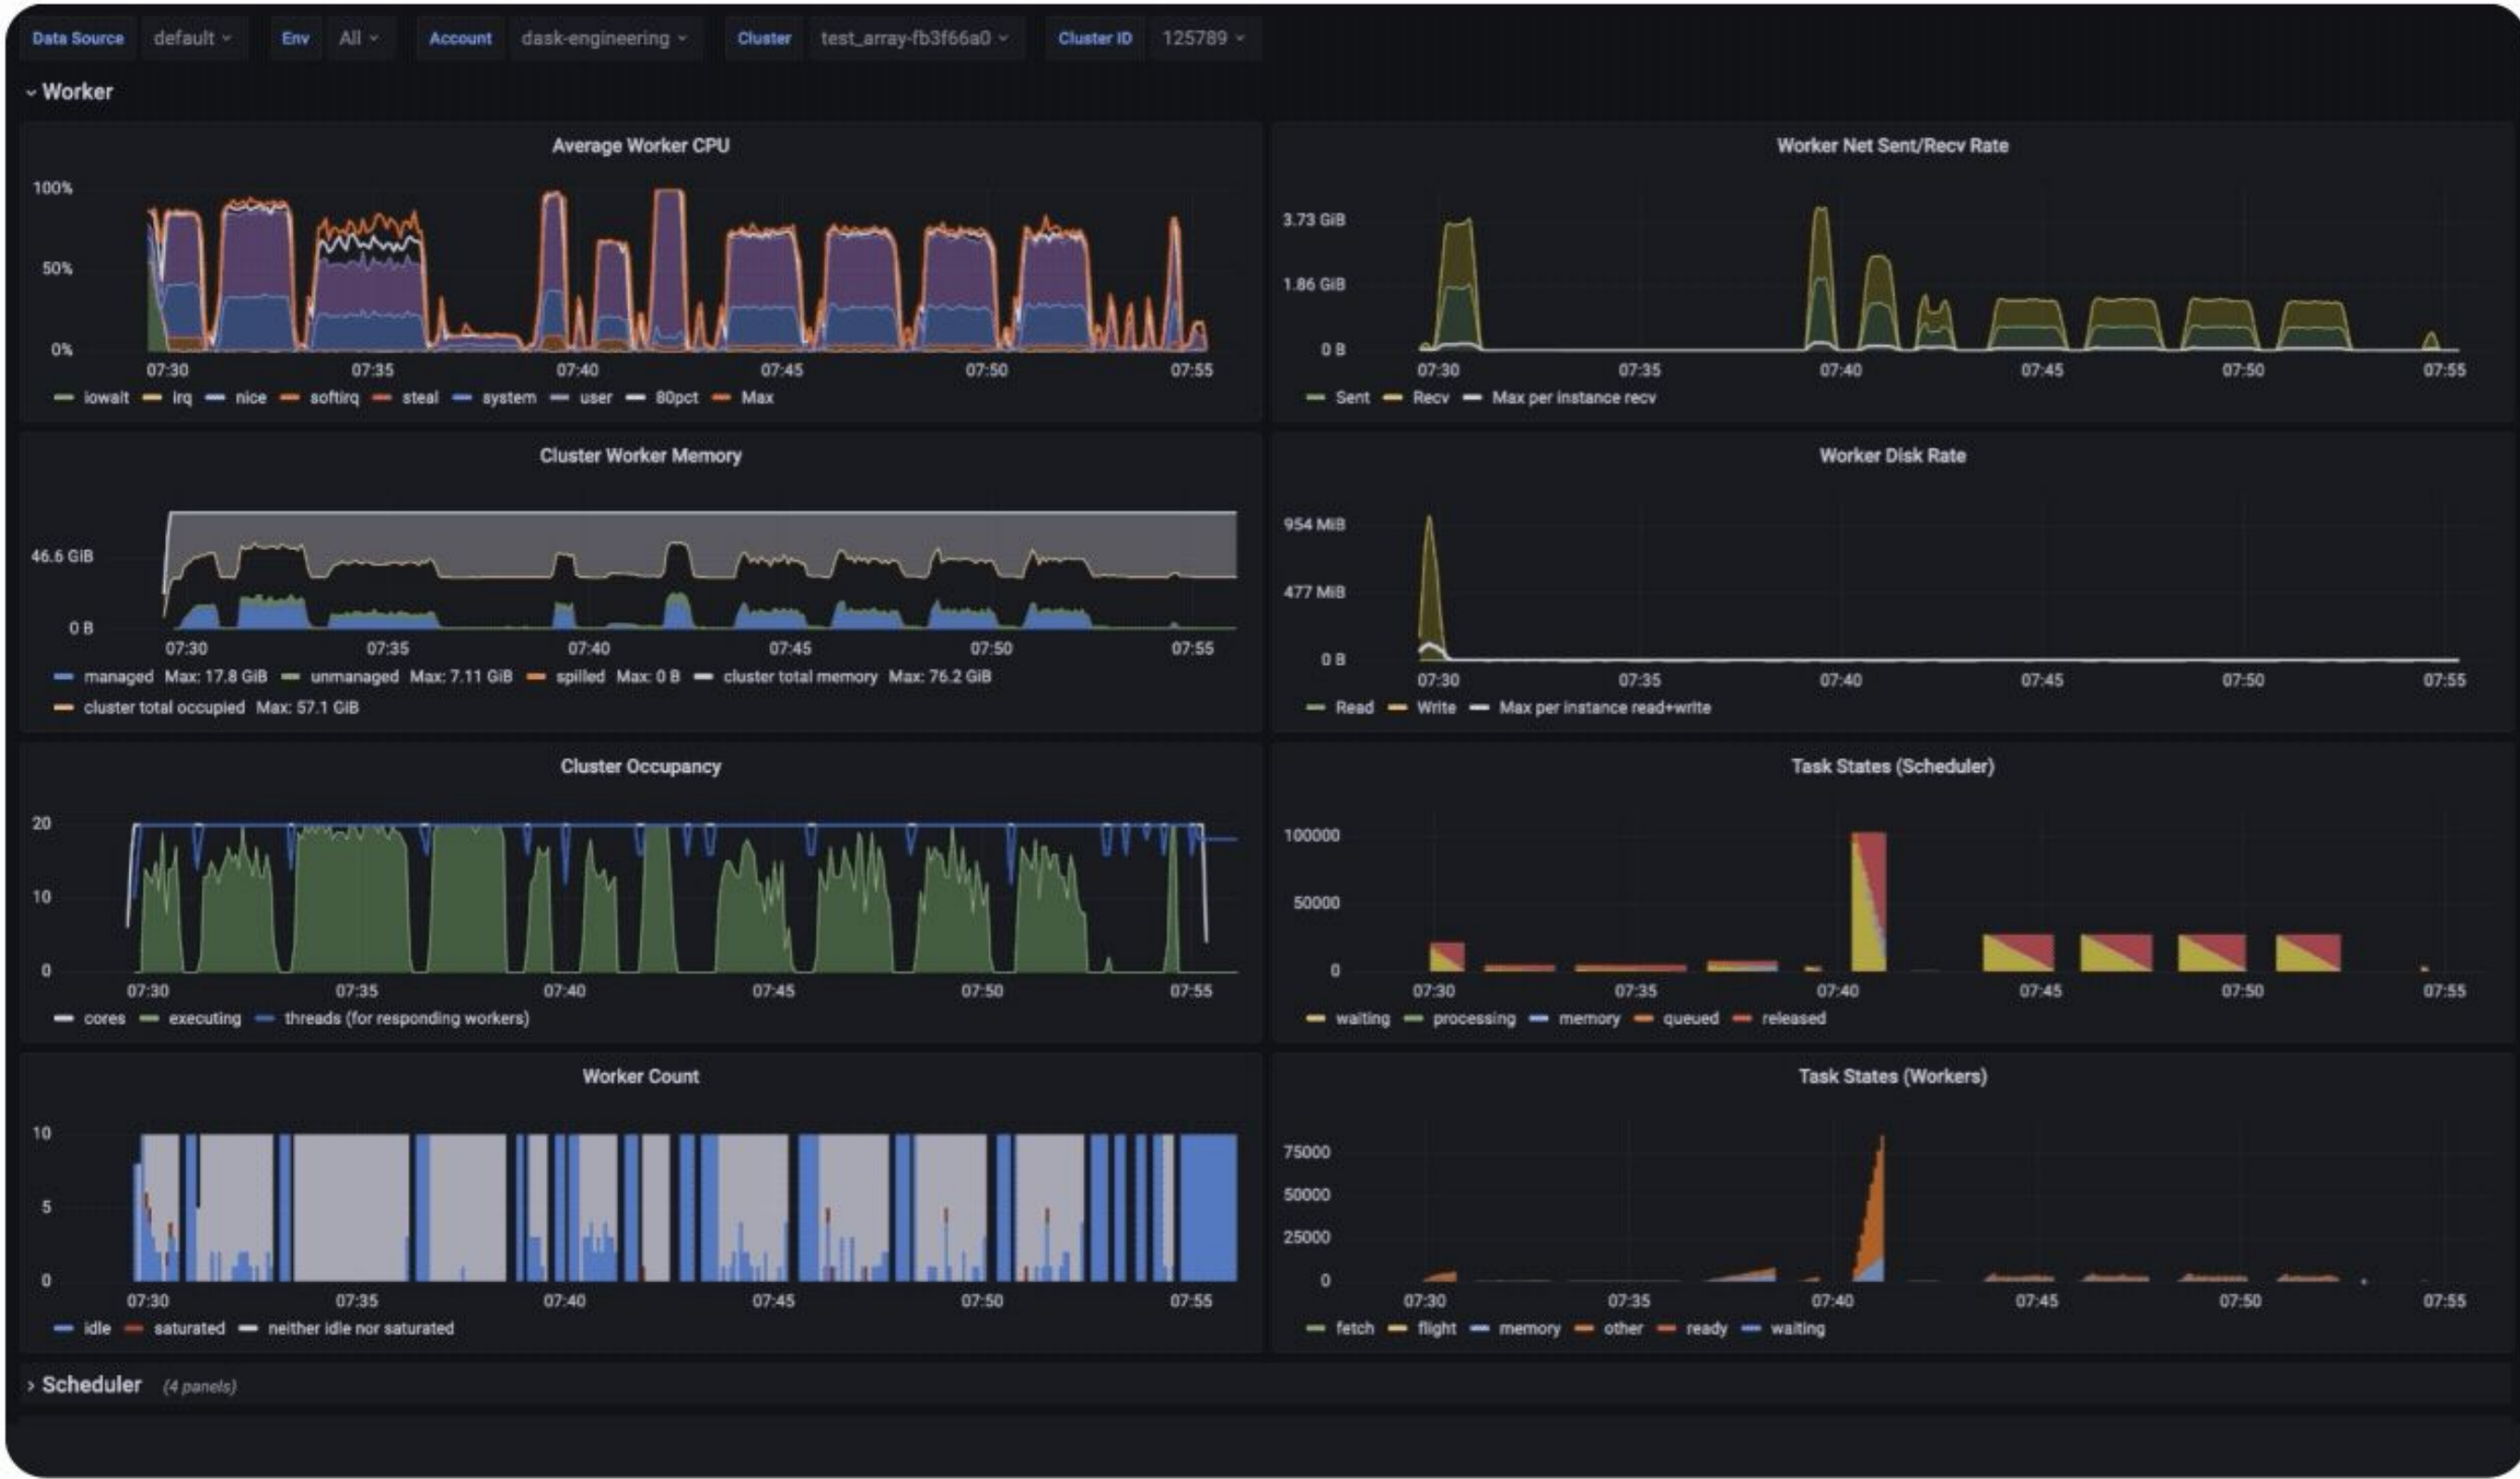 Data Source default Env All Account dask-engineering Cluster test_array-fb3f66a0 Cluster ID 125789
Worker
Average Worker CPU
100%
50%
0%
07:30 07:35 07:40 07:45 07:50 07:55
iowait irq nice softirq steal system user 80pct Max
Worker Net Sent/Recv Rate
3.73 GiB
1.86 GiB
0 B
07:30 07:35 07:40 07:45 07:50 07:55
Sent Recv Max per instance recv
Cluster Worker Memory
46.6 GiB
0 B
07:30 07:35 07:40 07:45 07:50 07:55
managed Max: 17.8 GiB unmanaged Max: 7.11 GiB spilled Max: 0 B cluster total memory Max: 76.2 GiB
cluster total occupied Max: 57.1 GiB
Worker Disk Rate
954 MiB
477 MiB
0 B
07:30 07:35 07:40 07:45 07:50 07:55
Read Write Max per instance read+write
Cluster Occupancy
20
10
0
07:30 07:35 07:40 07:45 07:50 07:55
cores executing threads (for responding workers)
Task States (Scheduler)
100000
50000
0
07:30 07:35 07:40 07:45 07:50 07:55
waiting processing memory queued released
Worker Count
10
5
0
07:30 07:35 07:40 07:45 07:50 07:55
idle saturated neither idle nor saturated
Task States (Workers)
75000
50000
25000
0
07:30 07:35 07:40 07:45 07:50 07:55
fetch flight memory other ready waiting
Scheduler (4 panels)